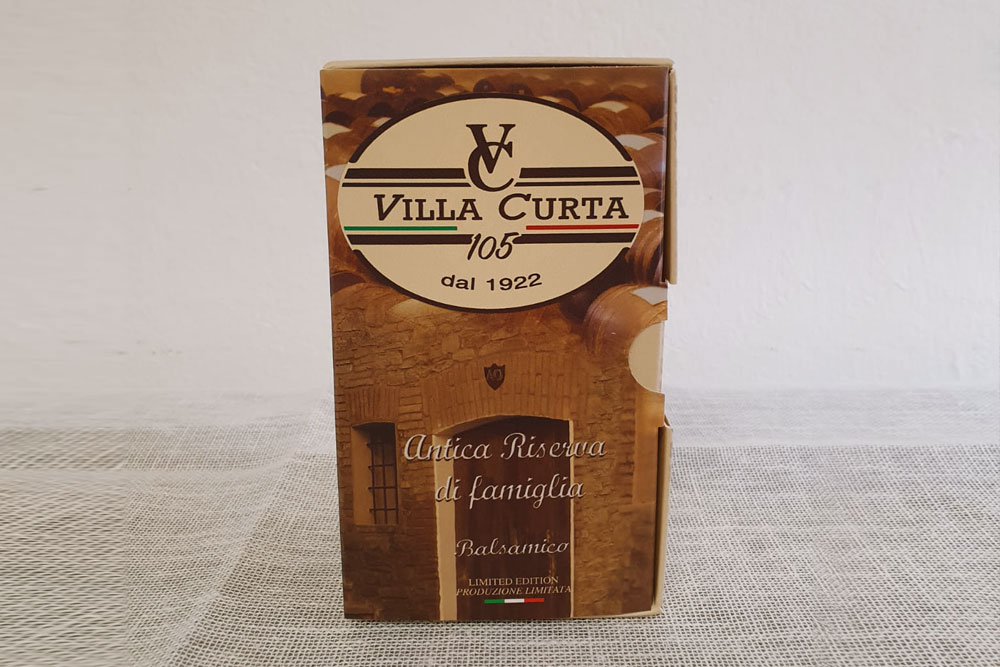 VC
VILLA CURTA
105
dal 1922
Antica Riserva
di famiglia
Balsamico
LIMITED EDITION
PRODUZIONE LIMITATA